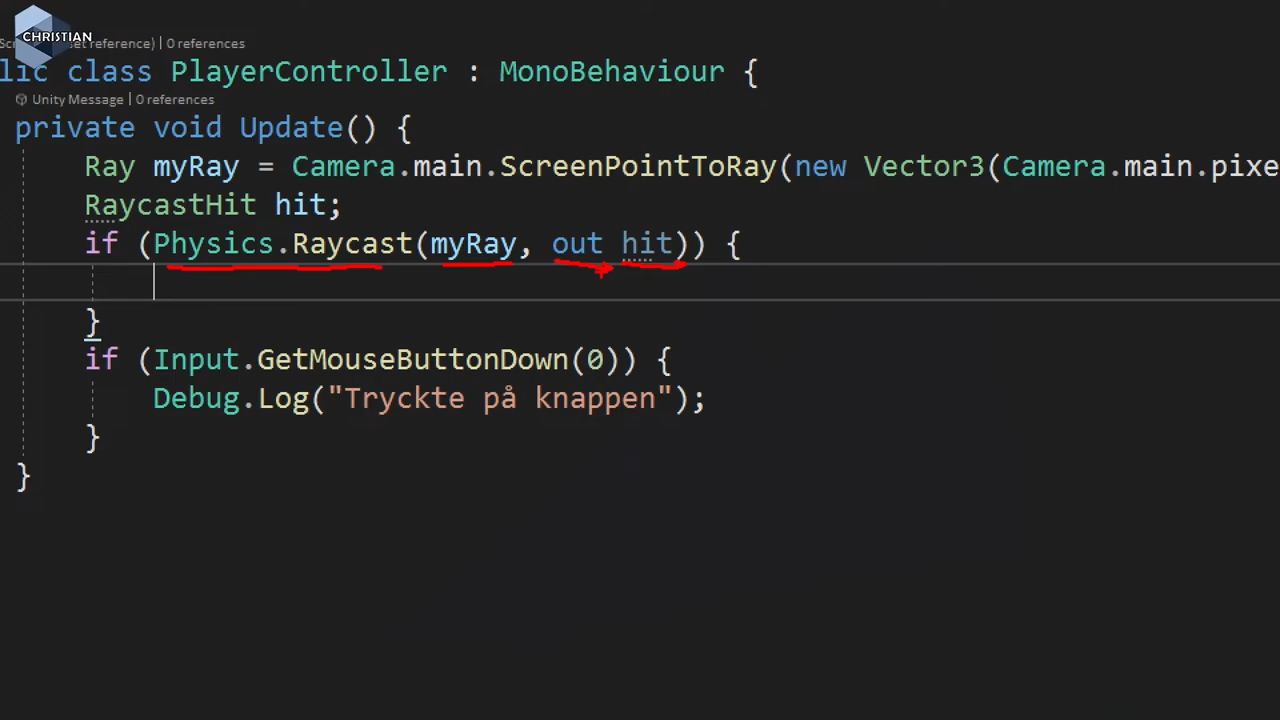 CHRISTIAN
set reference) | 0 references
lic class PlayerController : MonoBehaviour {
Unity Message | 0 references
private void Update() {
Ray myRay = Camera.main.ScreenPointToRay(new Vector3(Camera.main.pixe
RaycastHit hit;
if (Physics.Raycast(myRay, out hit)) {
}
if (Input.GetMouseButtonDown(0)) {
Debug.Log("Tryckte på knappen");
}
}